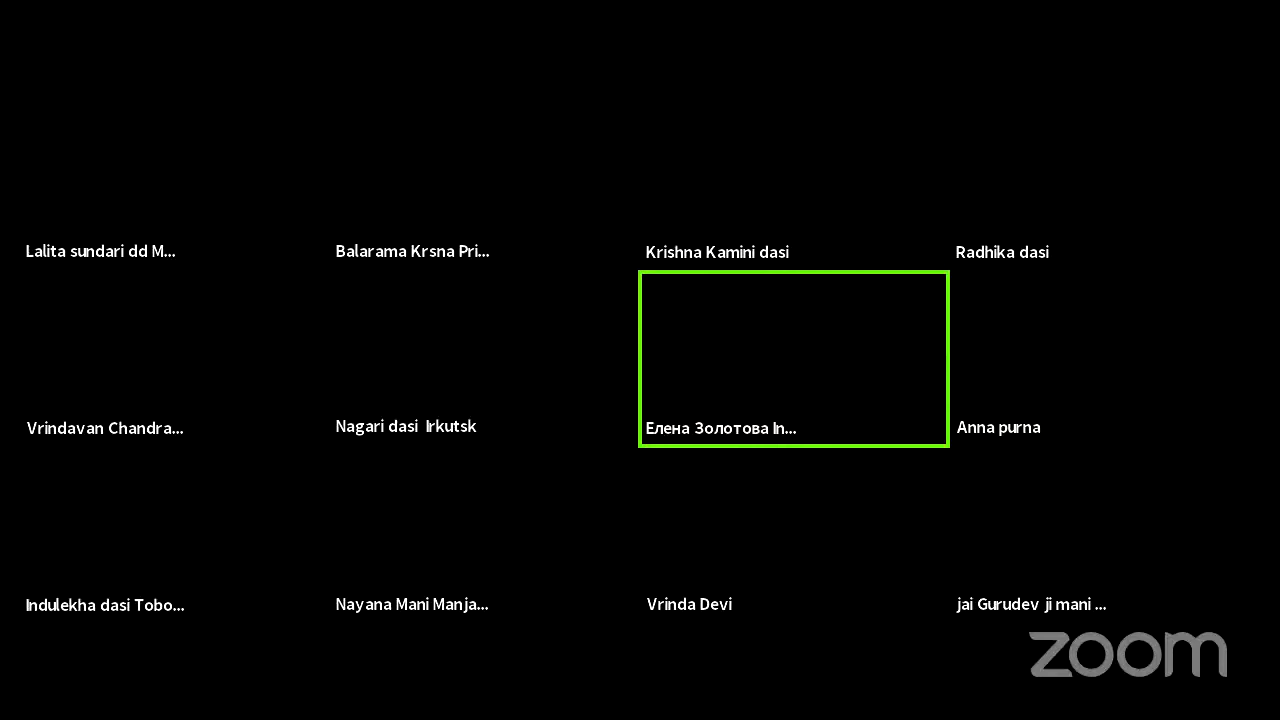 Lalita sundari dd M...
Balarama Krsna Pri...
Krishna Kamini dasi
Radhika dasi
Vrindavan Chandra...
Nagari dasi Irkutsk
Елена Золотова In...
Anna purna
Indulekha dasi Tobo...
Nayana Mani Manja...
Vrinda Devi
jai Gurudev ji mani ...
zoom